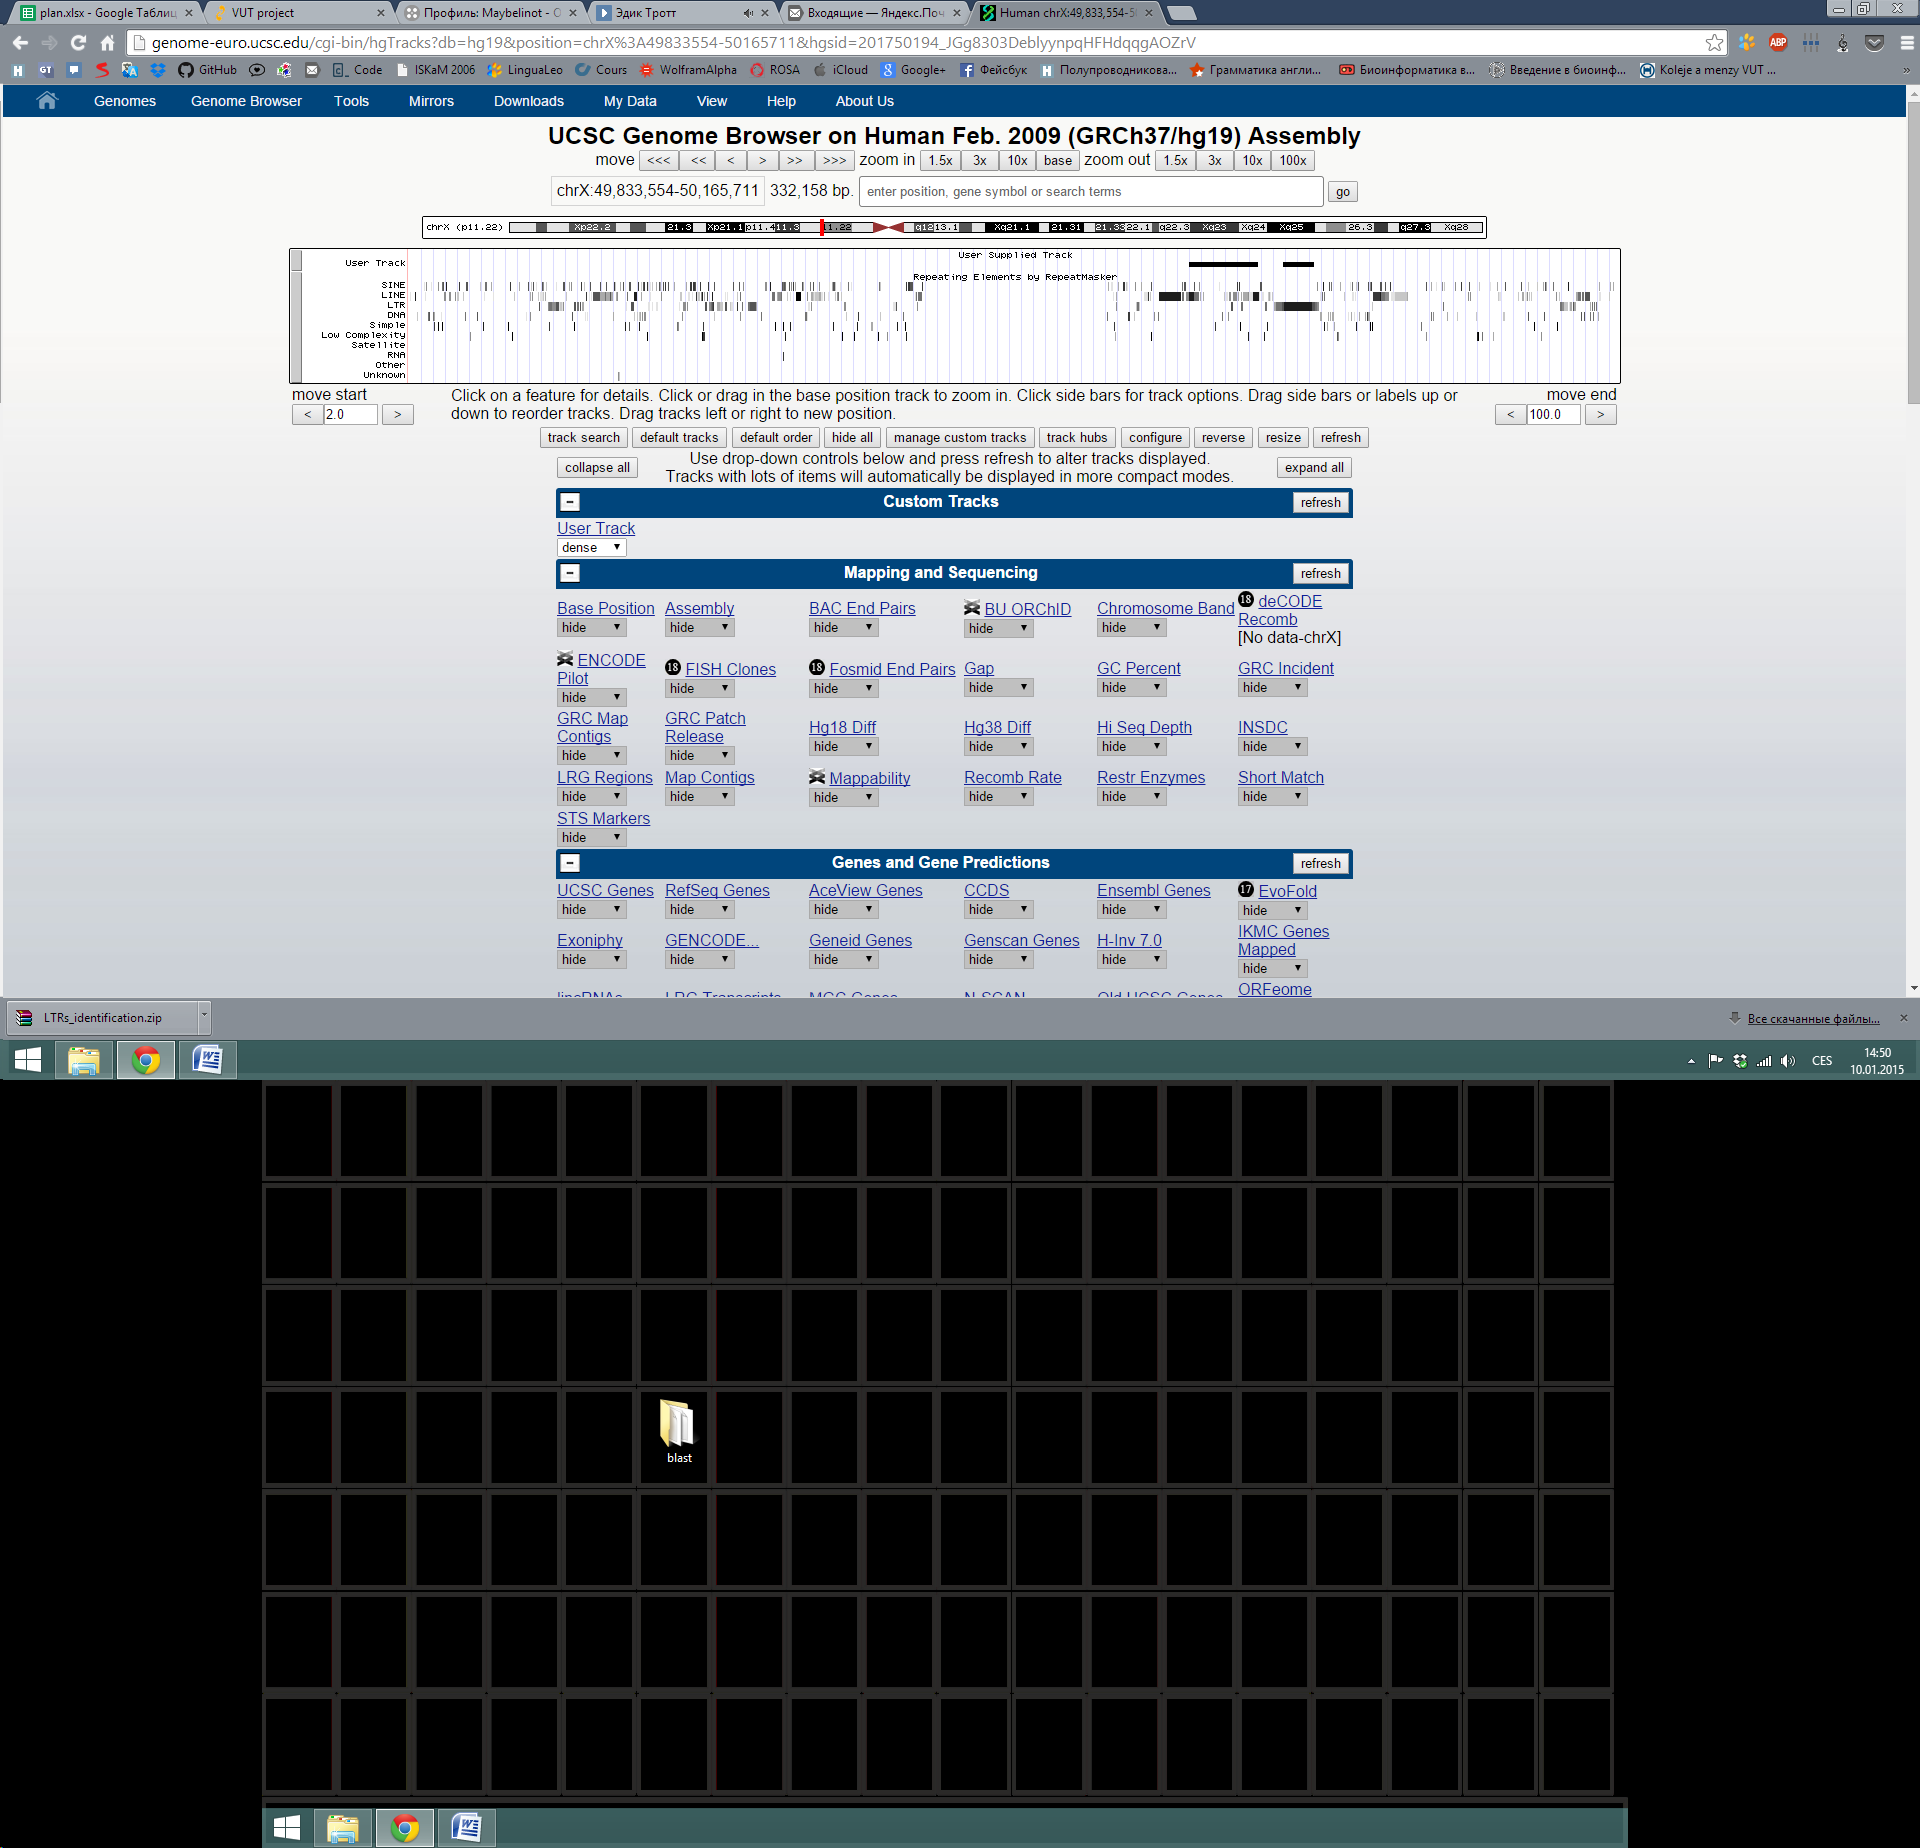 plan.xlsx - Google Таблиц
VUT project
Профиль: Maybelinot - C
Эдик Тротт
Входящие — Яндекс.Поч
Human chrX:49,833,554-5
genome-euro.ucsc.edu/cgi-bin/hgTracks?db=hg19&position=chrX%3A49833554-50165711&hgsid=201750194_JGg8303DeblyynpqHFHdqqgAOZrV
ABP
H GT GitHub Code ISKaM 2006 LinguaLeo Cours WolframAlpha ROSA iCloud Google+ Фейсбук Полупроводникова... Грамматика англи... Биоинформатика в... Введение в биоинф... Koleje a menzy VUT ... »
Genomes Genome Browser Tools Mirrors Downloads My Data View Help About Us
UCSC Genome Browser on Human Feb. 2009 (GRCh37/hg19) Assembly
move <<< << < > >> >>> zoom in 1.5x 3x 10x base zoom out 1.5x 3x 10x 100x
chrX:49,833,554-50,165,711 332,158 bp. enter position, gene symbol or search terms go
chrX (p11.22) Xp22.2 21.3 Xp21.1 p11.4 11.3 11.22 q12 13.1 Xq21.1 21.31 21.33 22.1 q22.3 Xq23 Xq24 Xq25 26.3 q27.3 Xq28
User Supplied Track
User Track
Repeating Elements by RepeatMasker
SINE
LINE
LTR
DNA
Simple
Low Complexity
Satellite
RNA
Other
Unknown
move start Click on a feature for details. Click or drag in the base position track to zoom in. Click side bars for track options. Drag side bars or labels up or move end
< 2.0 > down to reorder tracks. Drag tracks left or right to new position. < 100.0 >
track search default tracks default order hide all manage custom tracks track hubs configure reverse resize refresh
collapse all Use drop-down controls below and press refresh to alter tracks displayed. expand all
Tracks with lots of items will automatically be displayed in more compact modes.
- Custom Tracks refresh
User Track
dense
- Mapping and Sequencing refresh
Base Position Assembly BAC End Pairs BU ORChID Chromosome Band 18 deCODE Recomb
hide hide hide hide hide [No data-chrX]
ENCODE Pilot 18 FISH Clones 18 Fosmid End Pairs Gap GC Percent GRC Incident
hide hide hide hide hide hide
GRC Map Contigs GRC Patch Release Hg18 Diff Hg38 Diff Hi Seq Depth INSDC
hide hide hide hide hide hide
LRG Regions Map Contigs Mappability Recomb Rate Restr Enzymes Short Match
hide hide hide hide hide hide
STS Markers
hide
- Genes and Gene Predictions refresh
UCSC Genes RefSeq Genes AceView Genes CCDS Ensembl Genes 17 EvoFold
hide hide hide hide hide hide
Exoniphy GENCODE... Geneid Genes Genscan Genes H-Inv 7.0 IKMC Genes Mapped
hide hide hide hide hide hide
lincRNAs LRG Transcripts MGC Genes N-SCAN Old UCSC Genes ORFeome
LTRs_identification.zip
Все скачанные файлы...
CES
14:50
10.01.2015
blast